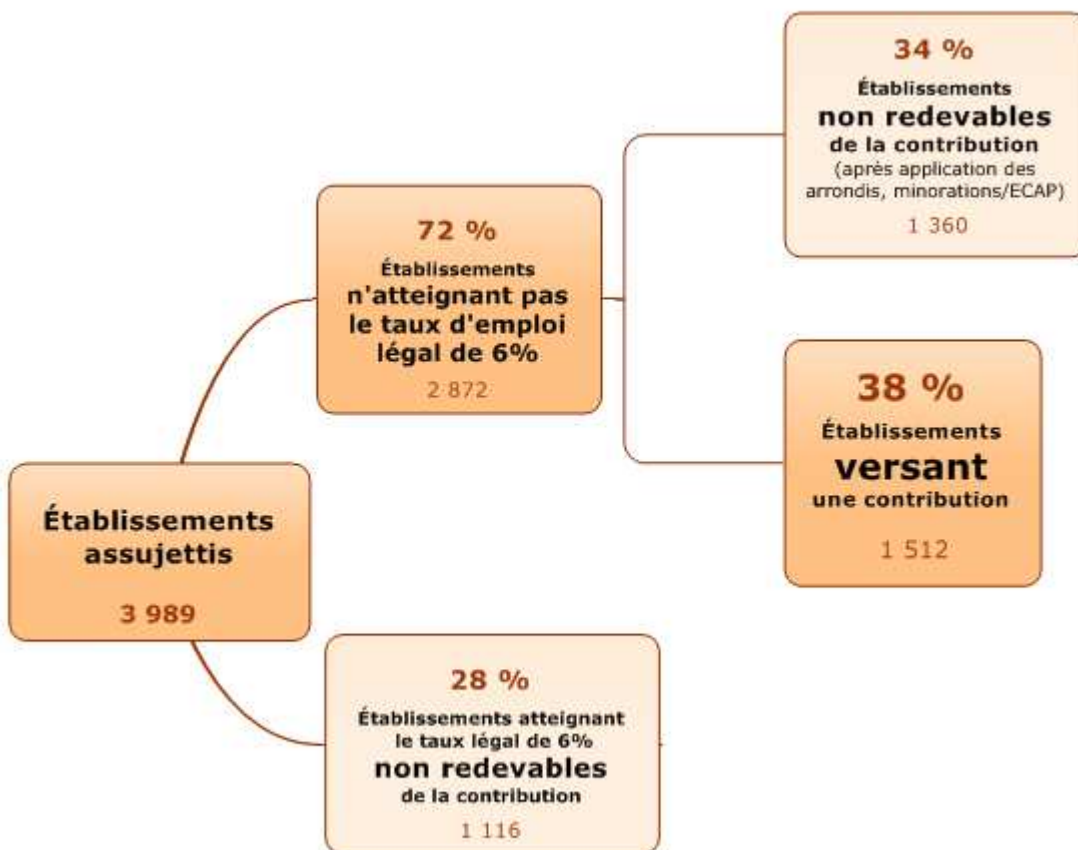 Établissements
assujettis
3 989
72 %
Établissements
n'atteignant pas
le taux d'emploi
légal de 6%
2 872
34 %
Établissements
non redevables
de la contribution
(après application des
arrondis, minorations/ECAP)
1 360
38 %
Établissements
versant
une contribution
1 512
28 %
Établissements atteignant
le taux légal de 6%
non redevables
de la contribution
1 116